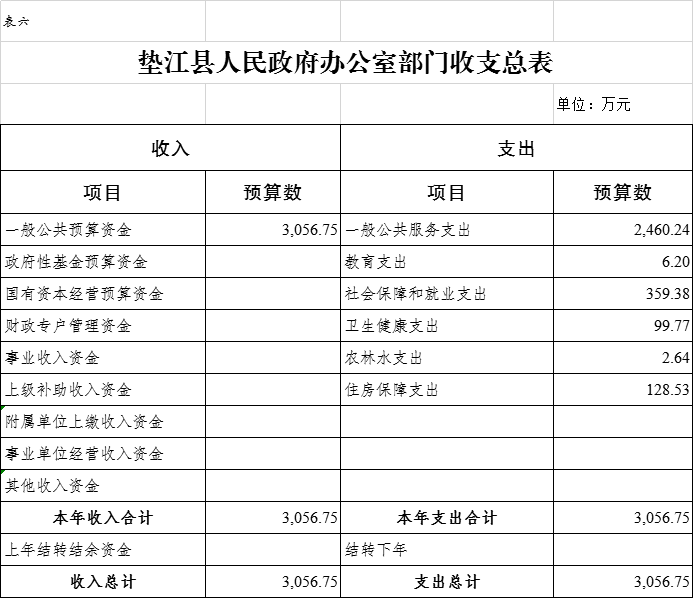 表六
垫江县人民政府办公室部门收支总表
单位：万元
收入 支出
项目 预算数 项目 预算数
一般公共预算资金 3,056.75 一般公共服务支出 2,460.24
政府性基金预算资金 教育支出 6.20
国有资本经营预算资金 社会保障和就业支出 359.38
财政专户管理资金 卫生健康支出 99.77
事业收入资金 农林水支出 2.64
上级补助收入资金 住房保障支出 128.53
附属单位上缴收入资金
事业单位经营收入资金
其他收入资金
本年收入合计 3,056.75 本年支出合计 3,056.75
上年结转结余资金 结转下年
收入总计 3,056.75 支出总计 3,056.75